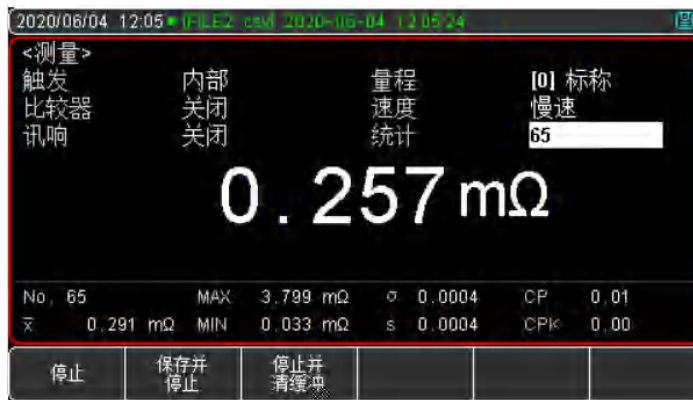 2020/06/04 12:05 [FILE2.csv] 2020-06-04 12:05:24
<测量>
触发 内部 量程 [0] 标称
比较器 关闭 速度 慢速
讯响 关闭 统计 65
0.257 mΩ
No. 65 MAX 3.799 mΩ σ 0.0004 CP 0.01
x̄ 0.291 mΩ MIN 0.033 mΩ s 0.0004 CPK 0.00
停止 保存并停止 停止并清缓冲